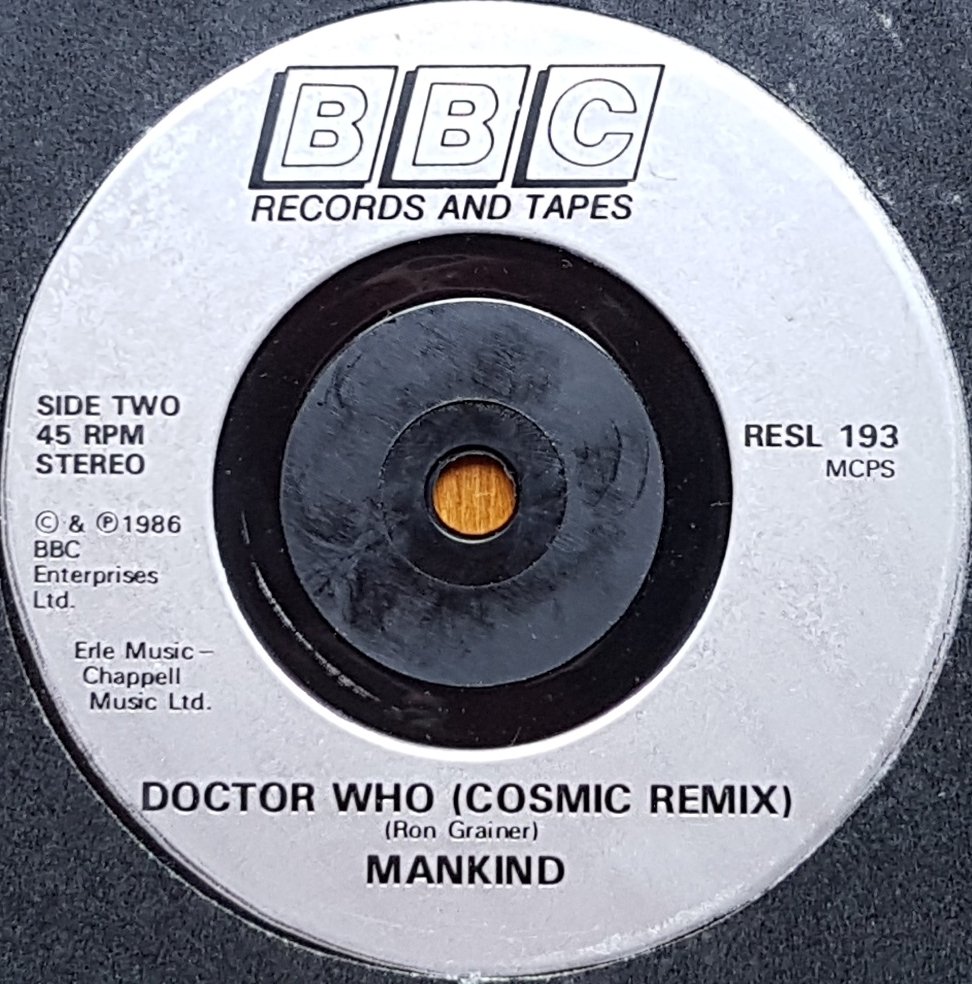 BBC
RECORDS AND TAPES
SIDE TWO
45 RPM
STEREO
© & ℗1986
BBC
Enterprises
Ltd.
Erle Music –
Chappell
Music Ltd.
RESL 193
MCPS
DOCTOR WHO (COSMIC REMIX)
(Ron Grainer)
MANKIND